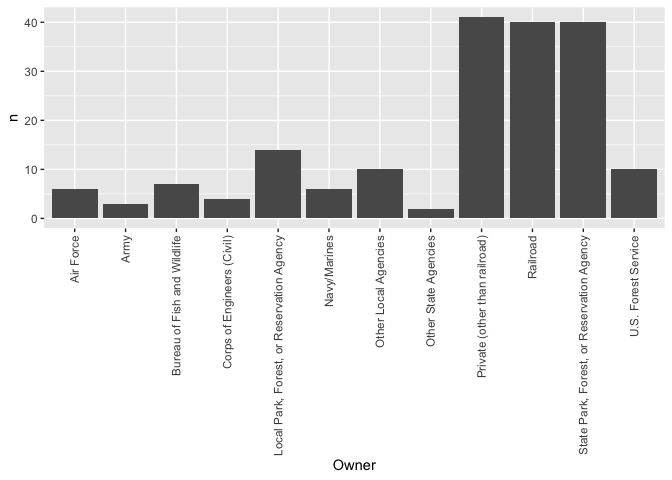 40
30
20
10
0
n
Air Force
Army
Bureau of Fish and Wildlife
Corps of Engineers (Civil)
Local Park, Forest, or Reservation Agency
Navy/Marines
Other Local Agencies
Other State Agencies
Private (other than railroad)
Railroad
State Park, Forest, or Reservation Agency
U.S. Forest Service
Owner